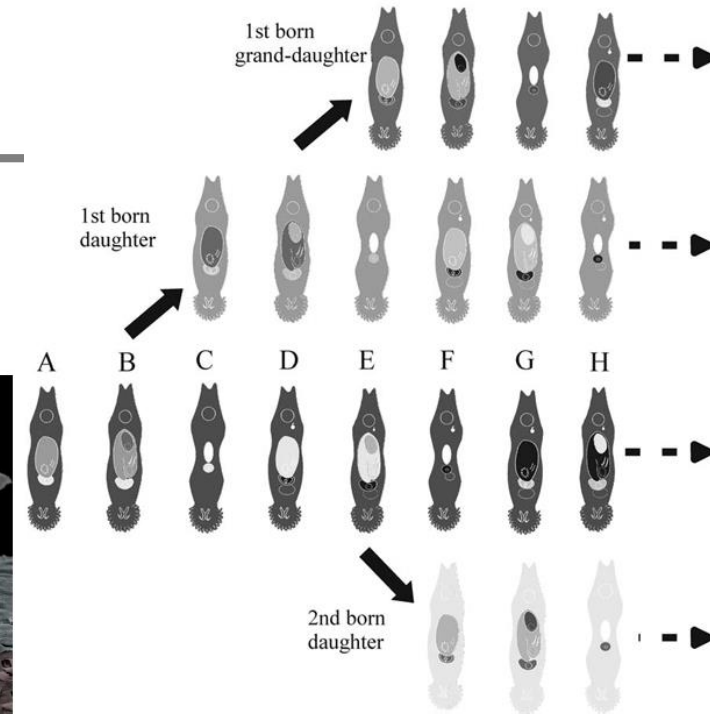 1st born
grand-daughter
1st born
daughter
A B C D E F G H
2nd born
daughter